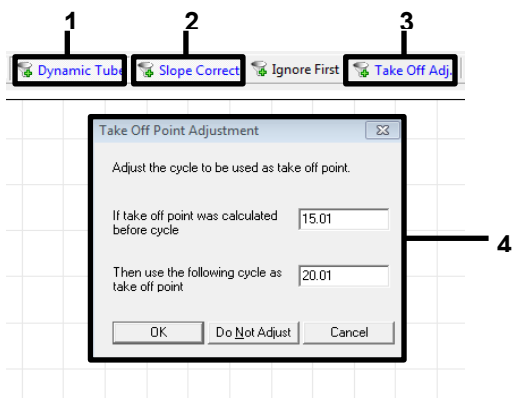 1 2 3
Dynamic Tube Slope Correct Ignore First Take Off Adj.
Take Off Point Adjustment
Adjust the cycle to be used as take off point.
If take off point was calculated
before cycle
15.01
4
Then use the following cycle as
take off point
20.01
OK Do Not Adjust Cancel